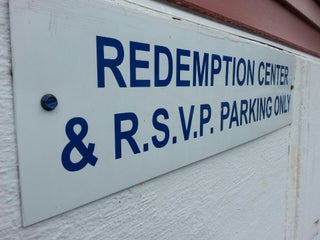 REDEMPTION CENTER
& R.S.V.P. PARKING ONLY